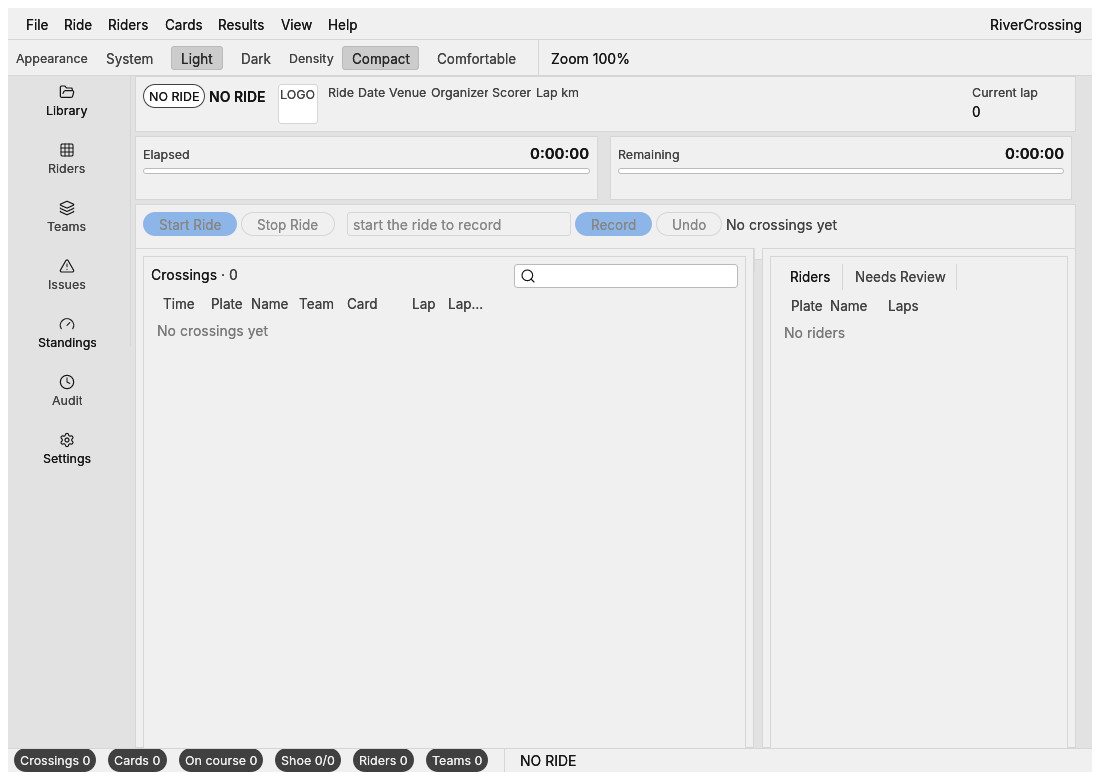 File Ride Riders Cards Results View Help RiverCrossing
Appearance System Light Dark Density Compact Comfortable Zoom 100%
Library
Riders
Teams
Issues
Standings
Audit
Settings
NO RIDE NO RIDE LOGO Ride Date Venue Organizer Scorer Lap km Current lap
0
Elapsed 0:00:00 Remaining 0:00:00
Start Ride Stop Ride start the ride to record Record Undo No crossings yet
Crossings · 0
Time Plate Name Team Card Lap Lap...
No crossings yet
Riders Needs Review
Plate Name Laps
No riders
Crossings 0 Cards 0 On course 0 Shoe 0/0 Riders 0 Teams 0 NO RIDE